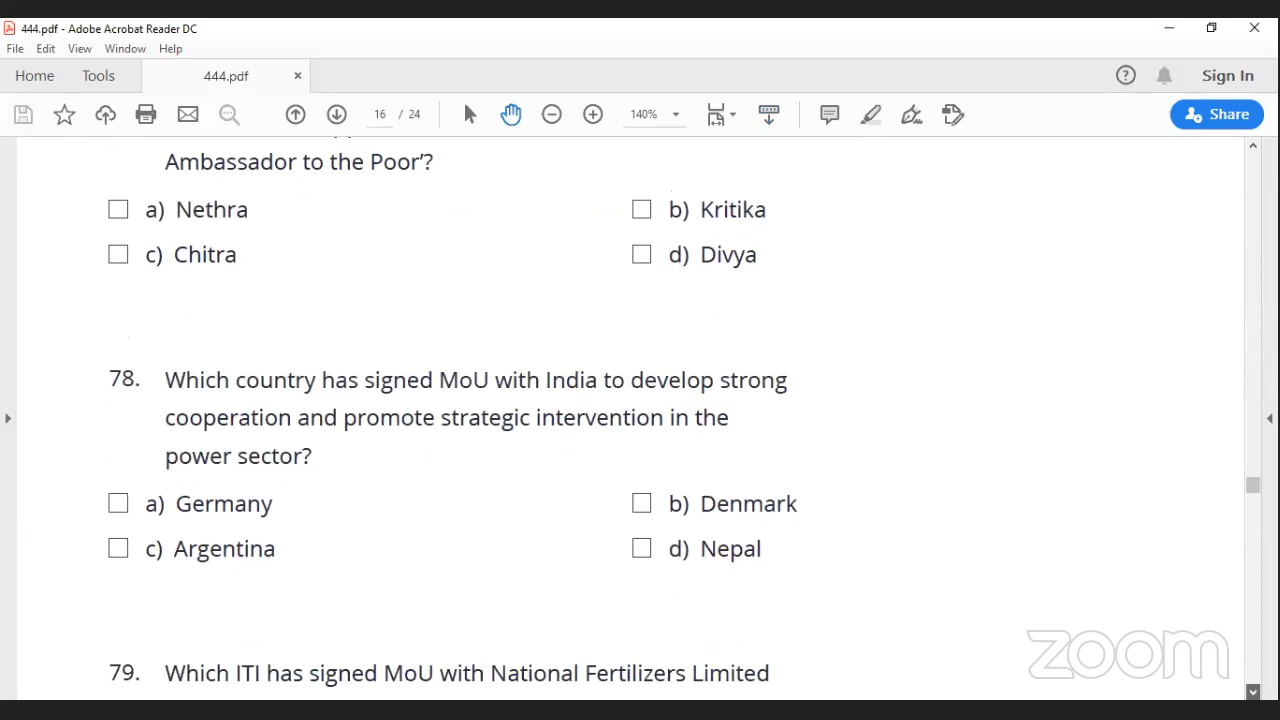 444.pdf - Adobe Acrobat Reader DC
File Edit View Window Help
Home Tools 444.pdf × Sign In
16 / 24 140% Share
Ambassador to the Poor'?
a) Nethra b) Kritika
c) Chitra d) Divya
78. Which country has signed MoU with India to develop strong
cooperation and promote strategic intervention in the
power sector?
a) Germany b) Denmark
c) Argentina d) Nepal
zoom
79. Which ITI has signed MoU with National Fertilizers Limited